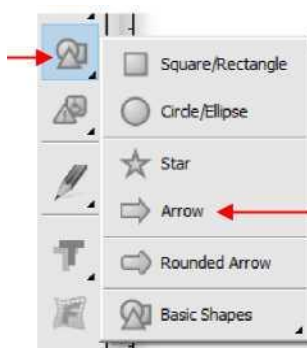 Square/Rectangle
Circle/Ellipse
Star
Arrow
Rounded Arrow
Basic Shapes